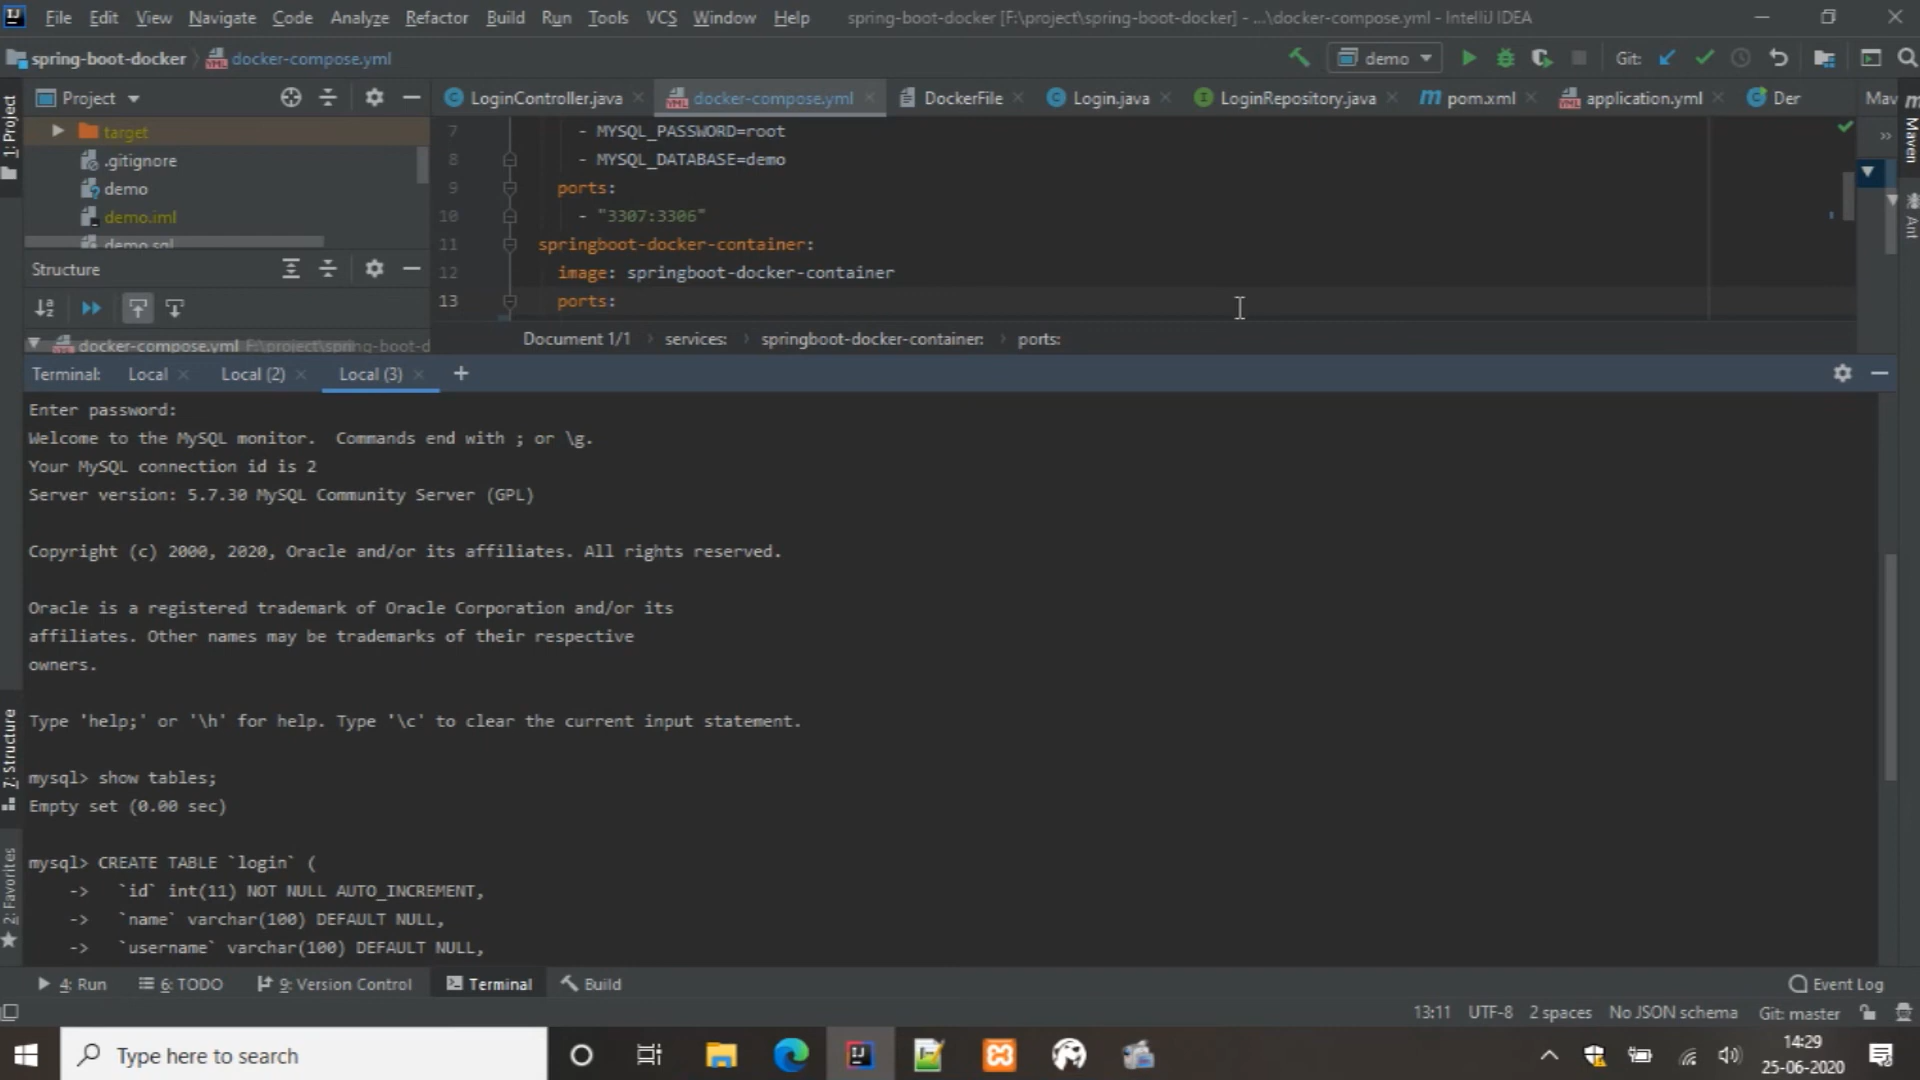 File Edit View Navigate Code Analyze Refactor Build Run Tools VCS Window Help spring-boot-docker [F:\project\spring-boot-docker] - ...\docker-compose.yml - IntelliJ IDEA
spring-boot-docker docker-compose.yml demo Git:
Project LoginController.java docker-compose.yml DockerFile Login.java LoginRepository.java pom.xml application.yml Der Mav
1: Project
target
.gitignore
demo
demo.iml
demo.sql
Structure
docker-compose.yml F:\project\spring-boot-d
7 - MYSQL_PASSWORD=root
8 - MYSQL_DATABASE=demo
9 ports:
10 - "3307:3306"
11 springboot-docker-container:
12 image: springboot-docker-container
13 ports:
Document 1/1 services: springboot-docker-container: ports:
Maven
Ant
Terminal: Local Local (2) Local (3) +
Enter password:
Welcome to the MySQL monitor.  Commands end with ; or \g.
Your MySQL connection id is 2
Server version: 5.7.30 MySQL Community Server (GPL)
Copyright (c) 2000, 2020, Oracle and/or its affiliates. All rights reserved.
Oracle is a registered trademark of Oracle Corporation and/or its
affiliates. Other names may be trademarks of their respective
owners.
Type 'help;' or '\h' for help. Type '\c' to clear the current input statement.
mysql> show tables;
Empty set (0.00 sec)
mysql> CREATE TABLE `login` (
-> `id` int(11) NOT NULL AUTO_INCREMENT,
-> `name` varchar(100) DEFAULT NULL,
-> `username` varchar(100) DEFAULT NULL,
7: Structure
2: Favorites
4: Run 6: TODO 9: Version Control Terminal Build Event Log
13:11 UTF-8 2 spaces No JSON schema Git: master
Type here to search
14:29
25-06-2020